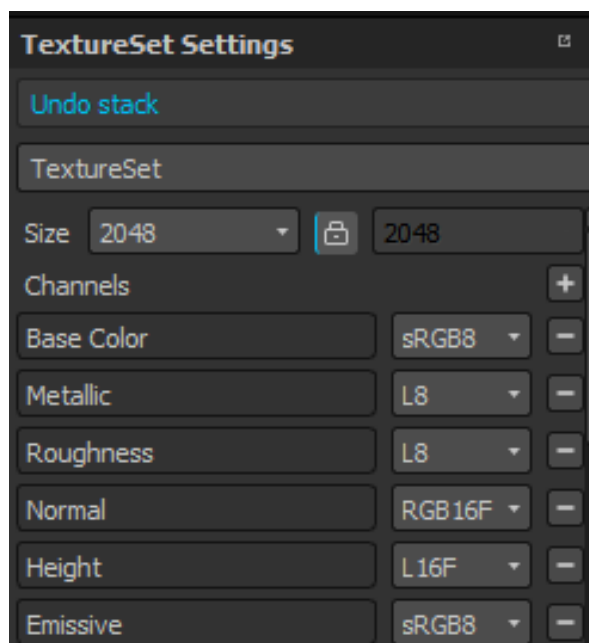 TextureSet Settings
Undo stack
TextureSet
Size 2048 2048
Channels
Base Color sRGB8
Metallic L8
Roughness L8
Normal RGB16F
Height L16F
Emissive sRGB8